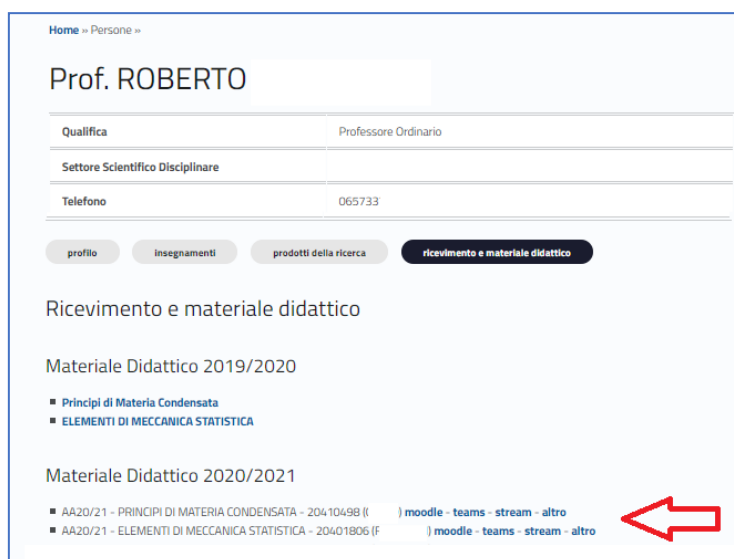 Home » Persone »
Prof. ROBERTO
Qualifica Professore Ordinario
Settore Scientifico Disciplinare
Telefono 065733
profilo insegnamenti prodotti della ricerca ricevimento e materiale didattico
Ricevimento e materiale didattico
Materiale Didattico 2019/2020
Principi di Materia Condensata
ELEMENTI DI MECCANICA STATISTICA
Materiale Didattico 2020/2021
AA20/21 - PRINCIPI DI MATERIA CONDENSATA - 20410498 (( ) moodle - teams - stream - altro
AA20/21 - ELEMENTI DI MECCANICA STATISTICA - 20401806 (F ) moodle - teams - stream - altro